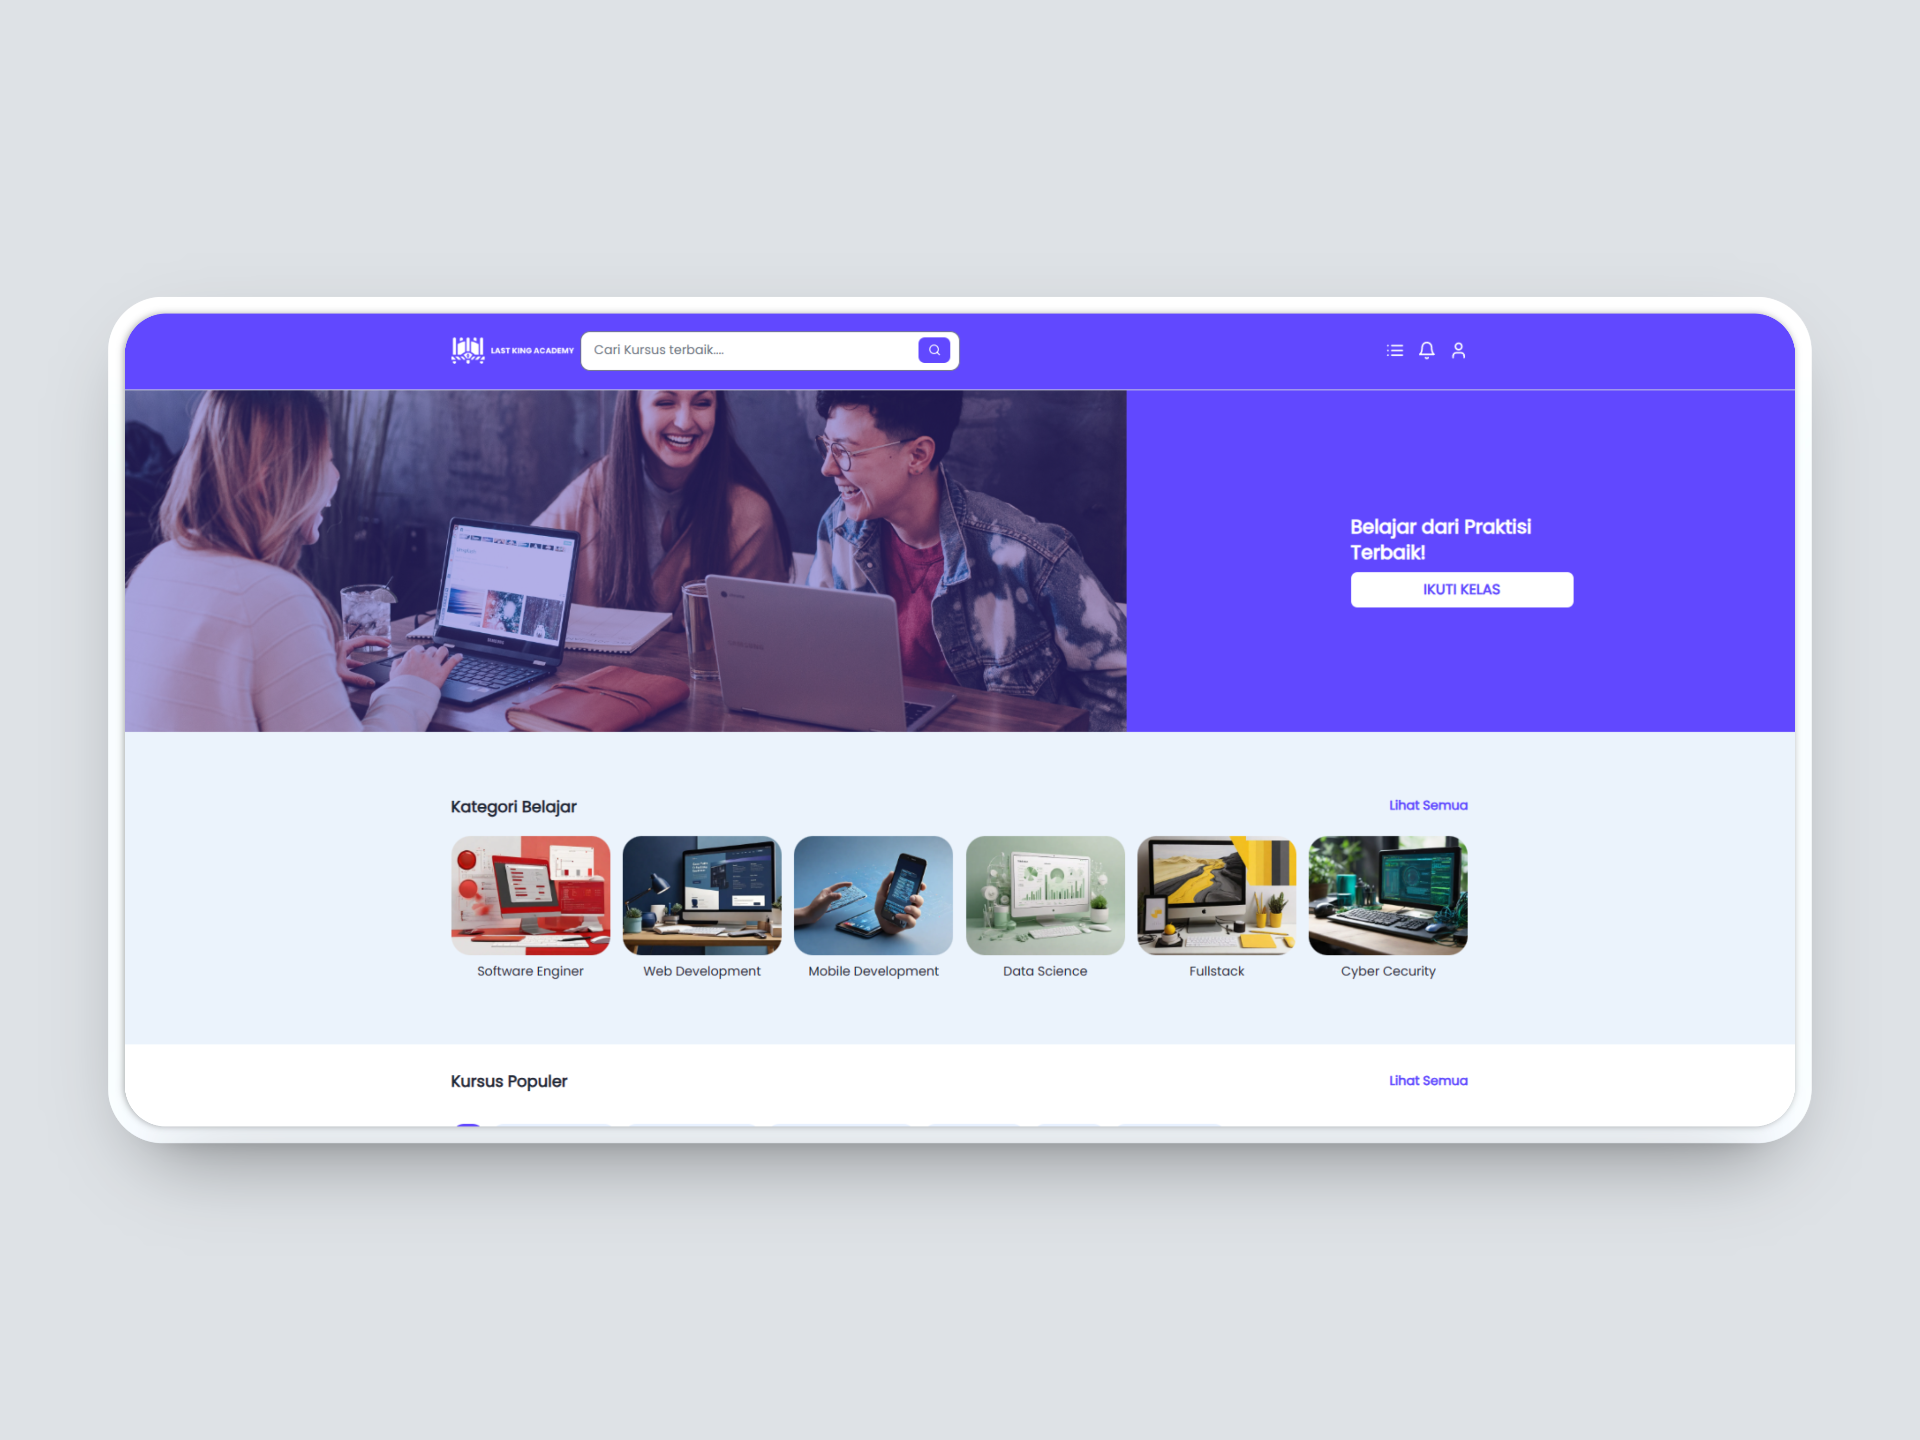 LAST KING ACADEMY
Cari Kursus terbaik....
Belajar dari Praktisi
Terbaik!
IKUTI KELAS
Kategori Belajar
Lihat Semua
Software Enginer
Web Development
Mobile Development
Data Science
Fullstack
Cyber Cecurity
Kursus Populer
Lihat Semua